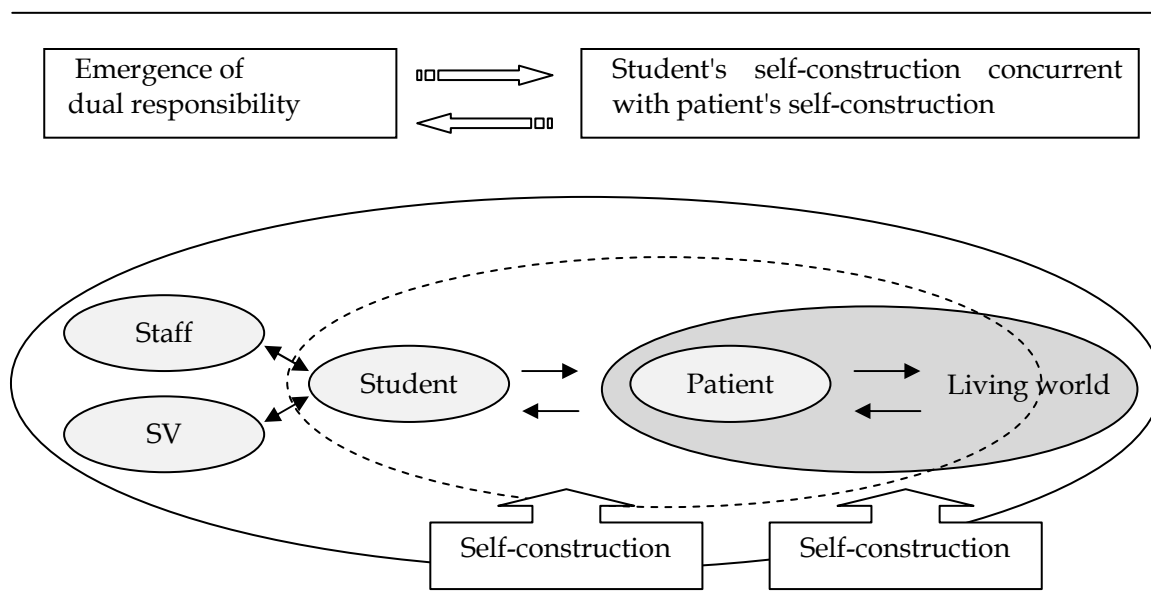 Emergence of
dual responsibility
Student's self-construction concurrent
with patient's self-construction
Staff
Student
Patient
Living world
SV
Self-construction
Self-construction